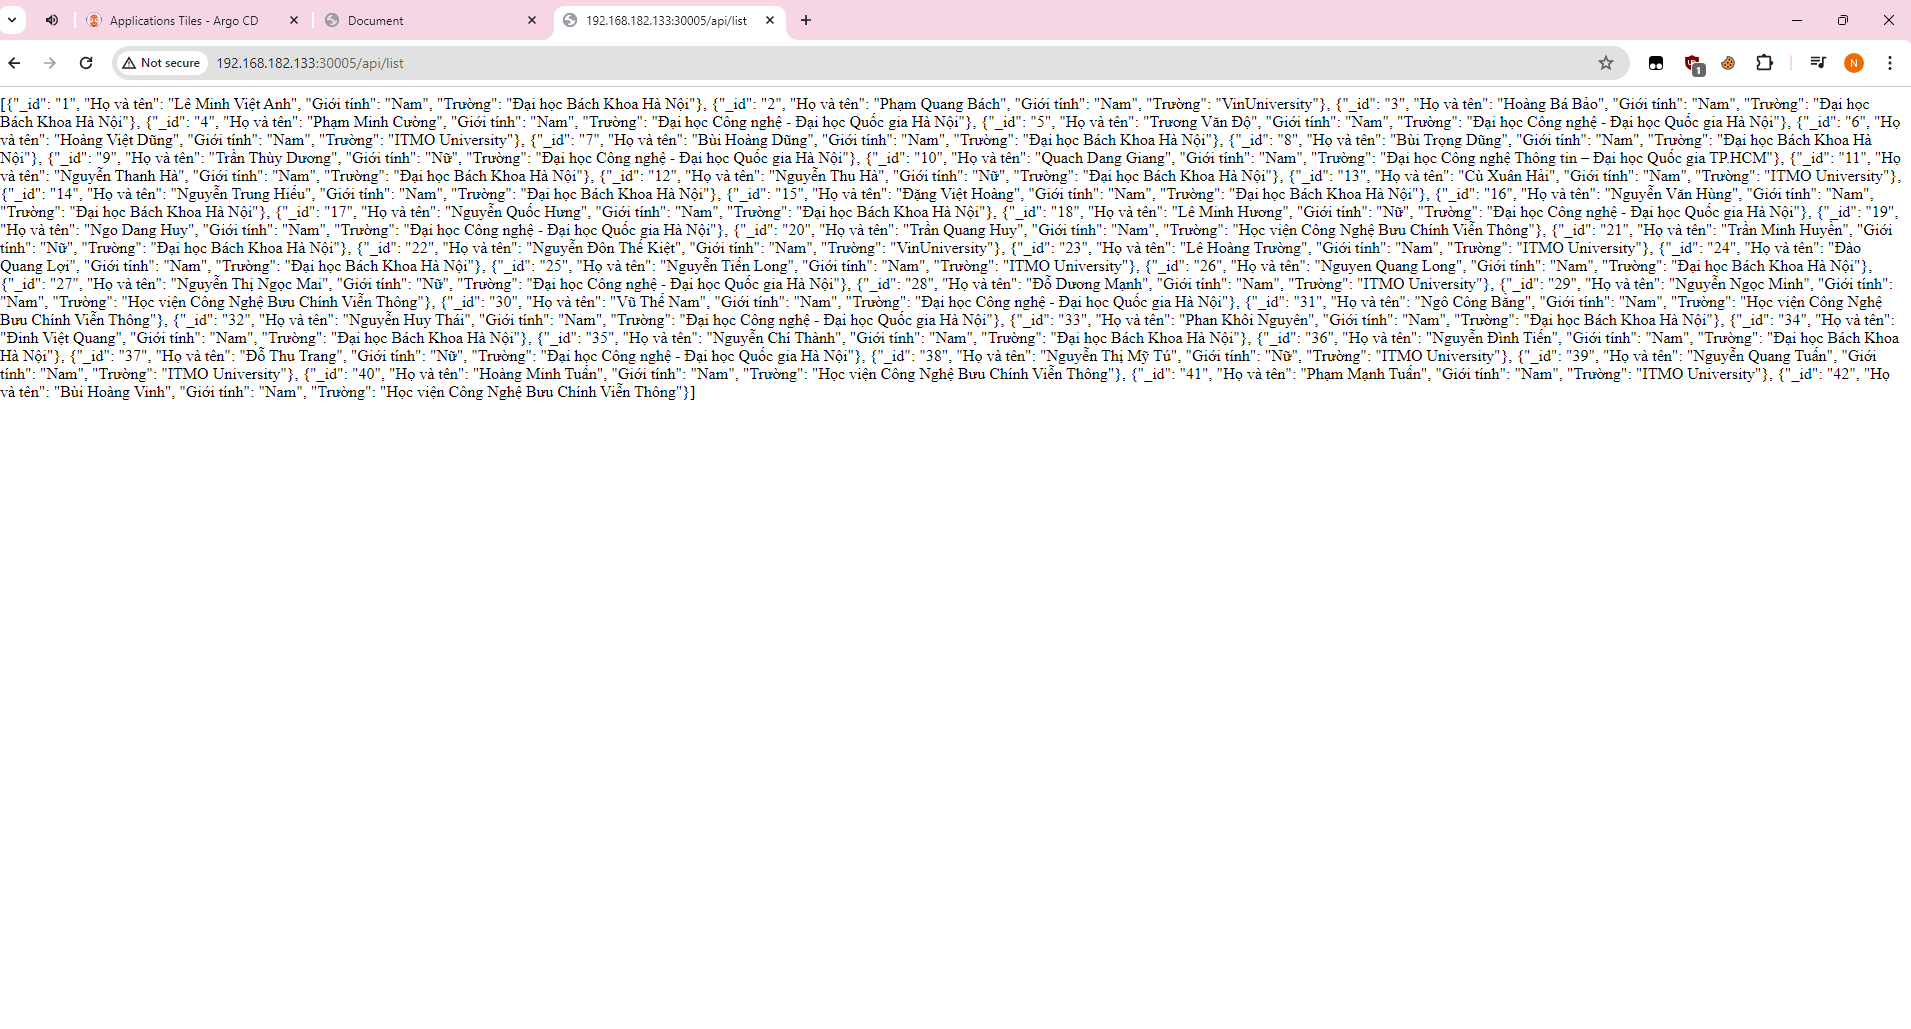 Applications Tiles - Argo CD
Document
192.168.182.133:30005/api/list
Not secure
192.168.182.133:30005/api/list
1
N
[{"_id": "1", "Họ và tên": "Lê Minh Việt Anh", "Giới tính": "Nam", "Trường": "Đại học Bách Khoa Hà Nội"}, {"_id": "2", "Họ và tên": "Phạm Quang Bách", "Giới tính": "Nam", "Trường": "VinUniversity"}, {"_id": "3", "Họ và tên": "Hoàng Bá Bảo", "Giới tính": "Nam", "Trường": "Đại học
Bách Khoa Hà Nội"}, {"_id": "4", "Họ và tên": "Phạm Minh Cường", "Giới tính": "Nam", "Trường": "Đại học Công nghệ - Đại học Quốc gia Hà Nội"}, {"_id": "5", "Họ và tên": "Trương Văn Độ", "Giới tính": "Nam", "Trường": "Đại học Công nghệ - Đại học Quốc gia Hà Nội"}, {"_id": "6", "Họ
và tên": "Hoàng Việt Dũng", "Giới tính": "Nam", "Trường": "ITMO University"}, {"_id": "7", "Họ và tên": "Bùi Hoàng Dũng", "Giới tính": "Nam", "Trường": "Đại học Bách Khoa Hà Nội"}, {"_id": "8", "Họ và tên": "Bùi Trọng Dũng", "Giới tính": "Nam", "Trường": "Đại học Bách Khoa Hà
Nội"}, {"_id": "9", "Họ và tên": "Trần Thùy Dương", "Giới tính": "Nữ", "Trường": "Đại học Công nghệ - Đại học Quốc gia Hà Nội"}, {"_id": "10", "Họ và tên": "Quach Dang Giang", "Giới tính": "Nam", "Trường": "Đại học Công nghệ Thông tin – Đại học Quốc gia TP.HCM"}, {"_id": "11", "Họ
và tên": "Nguyễn Thanh Hà", "Giới tính": "Nam", "Trường": "Đại học Bách Khoa Hà Nội"}, {"_id": "12", "Họ và tên": "Nguyễn Thu Hà", "Giới tính": "Nữ", "Trường": "Đại học Bách Khoa Hà Nội"}, {"_id": "13", "Họ và tên": "Cù Xuân Hải", "Giới tính": "Nam", "Trường": "ITMO University"},
{"_id": "14", "Họ và tên": "Nguyễn Trung Hiếu", "Giới tính": "Nam", "Trường": "Đại học Bách Khoa Hà Nội"}, {"_id": "15", "Họ và tên": "Đặng Việt Hoàng", "Giới tính": "Nam", "Trường": "Đại học Bách Khoa Hà Nội"}, {"_id": "16", "Họ và tên": "Nguyễn Văn Hùng", "Giới tính": "Nam",
"Trường": "Đại học Bách Khoa Hà Nội"}, {"_id": "17", "Họ và tên": "Nguyễn Quốc Hưng", "Giới tính": "Nam", "Trường": "Đại học Bách Khoa Hà Nội"}, {"_id": "18", "Họ và tên": "Lê Minh Hương", "Giới tính": "Nữ", "Trường": "Đại học Công nghệ - Đại học Quốc gia Hà Nội"}, {"_id": "19",
"Họ và tên": "Ngo Dang Huy", "Giới tính": "Nam", "Trường": "Đại học Công nghệ - Đại học Quốc gia Hà Nội"}, {"_id": "20", "Họ và tên": "Trần Quang Huy", "Giới tính": "Nam", "Trường": "Học viện Công Nghệ Bưu Chính Viễn Thông"}, {"_id": "21", "Họ và tên": "Trần Minh Huyền", "Giới
tính": "Nữ", "Trường": "Đại học Bách Khoa Hà Nội"}, {"_id": "22", "Họ và tên": "Nguyễn Đôn Thế Kiệt", "Giới tính": "Nam", "Trường": "VinUniversity"}, {"_id": "23", "Họ và tên": "Lê Hoàng Trường", "Giới tính": "Nam", "Trường": "ITMO University"}, {"_id": "24", "Họ và tên": "Đào
Quang Lợi", "Giới tính": "Nam", "Trường": "Đại học Bách Khoa Hà Nội"}, {"_id": "25", "Họ và tên": "Nguyễn Tiến Long", "Giới tính": "Nam", "Trường": "ITMO University"}, {"_id": "26", "Họ và tên": "Nguyen Quang Long", "Giới tính": "Nam", "Trường": "Đại học Bách Khoa Hà Nội"},
{"_id": "27", "Họ và tên": "Nguyễn Thị Ngọc Mai", "Giới tính": "Nữ", "Trường": "Đại học Công nghệ - Đại học Quốc gia Hà Nội"}, {"_id": "28", "Họ và tên": "Đỗ Dương Mạnh", "Giới tính": "Nam", "Trường": "ITMO University"}, {"_id": "29", "Họ và tên": "Nguyễn Ngọc Minh", "Giới tính":
"Nam", "Trường": "Học viện Công Nghệ Bưu Chính Viễn Thông"}, {"_id": "30", "Họ và tên": "Vũ Thế Nam", "Giới tính": "Nam", "Trường": "Đại học Công nghệ - Đại học Quốc gia Hà Nội"}, {"_id": "31", "Họ và tên": "Ngô Công Bằng", "Giới tính": "Nam", "Trường": "Học viện Công Nghệ
Bưu Chính Viễn Thông"}, {"_id": "32", "Họ và tên": "Nguyễn Huy Thái", "Giới tính": "Nam", "Trường": "Đại học Công nghệ - Đại học Quốc gia Hà Nội"}, {"_id": "33", "Họ và tên": "Phan Khôi Nguyên", "Giới tính": "Nam", "Trường": "Đại học Bách Khoa Hà Nội"}, {"_id": "34", "Họ và tên":
"Đinh Việt Quang", "Giới tính": "Nam", "Trường": "Đại học Bách Khoa Hà Nội"}, {"_id": "35", "Họ và tên": "Nguyễn Chí Thành", "Giới tính": "Nam", "Trường": "Đại học Bách Khoa Hà Nội"}, {"_id": "36", "Họ và tên": "Nguyễn Đình Tiến", "Giới tính": "Nam", "Trường": "Đại học Bách Khoa
Hà Nội"}, {"_id": "37", "Họ và tên": "Đỗ Thu Trang", "Giới tính": "Nữ", "Trường": "Đại học Công nghệ - Đại học Quốc gia Hà Nội"}, {"_id": "38", "Họ và tên": "Nguyễn Thị Mỹ Tú", "Giới tính": "Nữ", "Trường": "ITMO University"}, {"_id": "39", "Họ và tên": "Nguyễn Quang Tuấn", "Giới
tính": "Nam", "Trường": "ITMO University"}, {"_id": "40", "Họ và tên": "Hoàng Minh Tuấn", "Giới tính": "Nam", "Trường": "Học viện Công Nghệ Bưu Chính Viễn Thông"}, {"_id": "41", "Họ và tên": "Phạm Mạnh Tuấn", "Giới tính": "Nam", "Trường": "ITMO University"}, {"_id": "42", "Họ
và tên": "Bùi Hoàng Vinh", "Giới tính": "Nam", "Trường": "Học viện Công Nghệ Bưu Chính Viễn Thông"}]